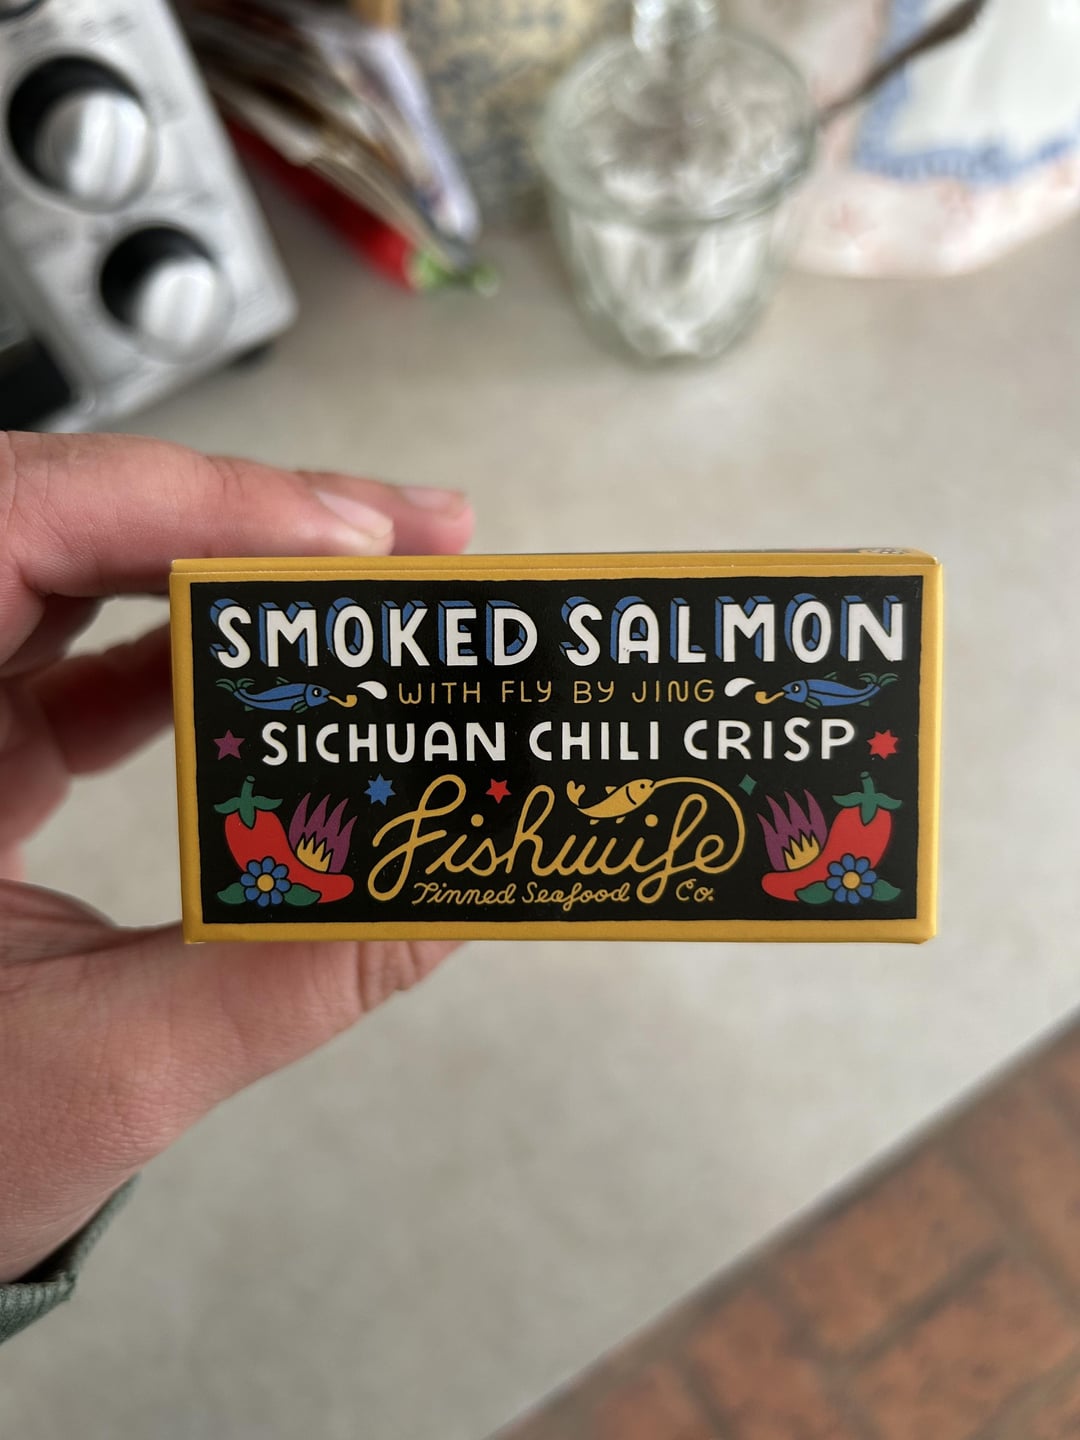 SMOKED SALMON
WITH FLY BY JING
SICHUAN CHILI CRISP
Fishwife
Tinned Seafood Co.